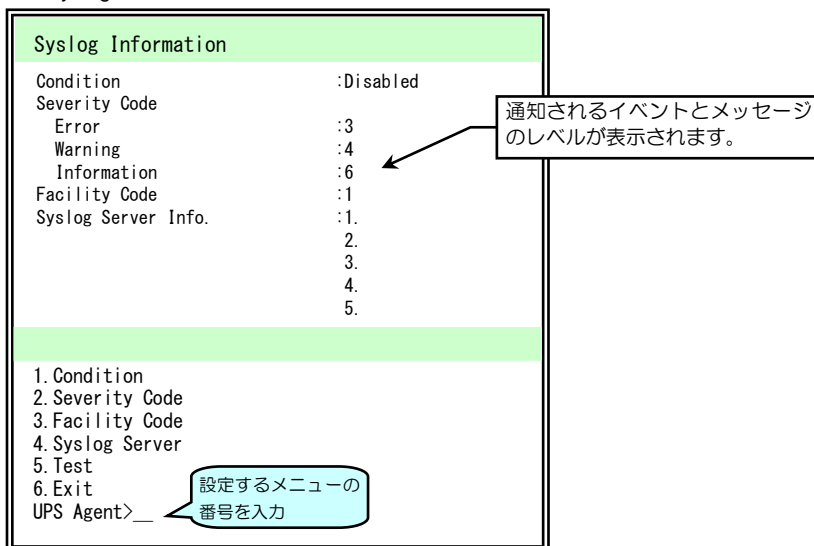 Syslog Information
Condition :Disabled
Severity Code
Error :3
Warning :4
Information :6
Facility Code :1
Syslog Server Info. :1.
2.
3.
4.
5.
通知されるイベントとメッセージ
のレベルが表示されます。
1.Condition
2.Severity Code
3.Facility Code
4.Syslog Server
5.Test
6.Exit
UPS Agent>__
設定するメニューの
番号を入力